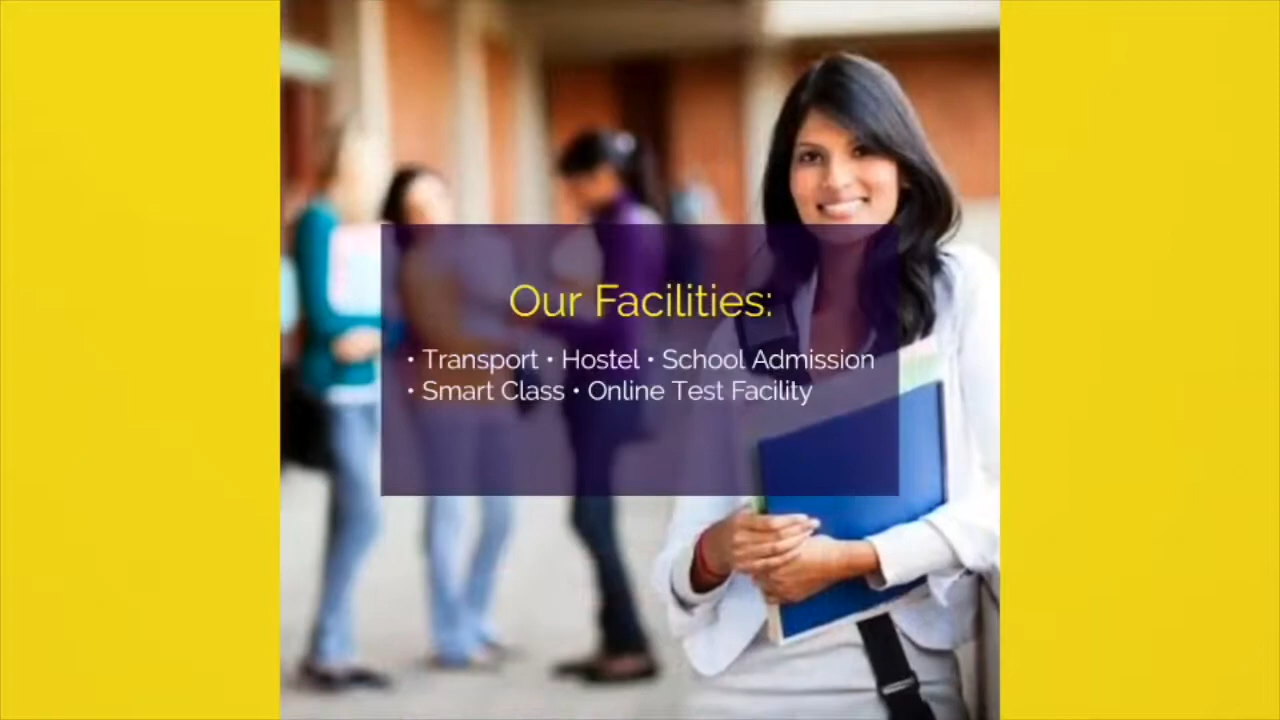 Our Facilities:
• Transport • Hostel • School Admission
• Smart Class • Online Test Facility